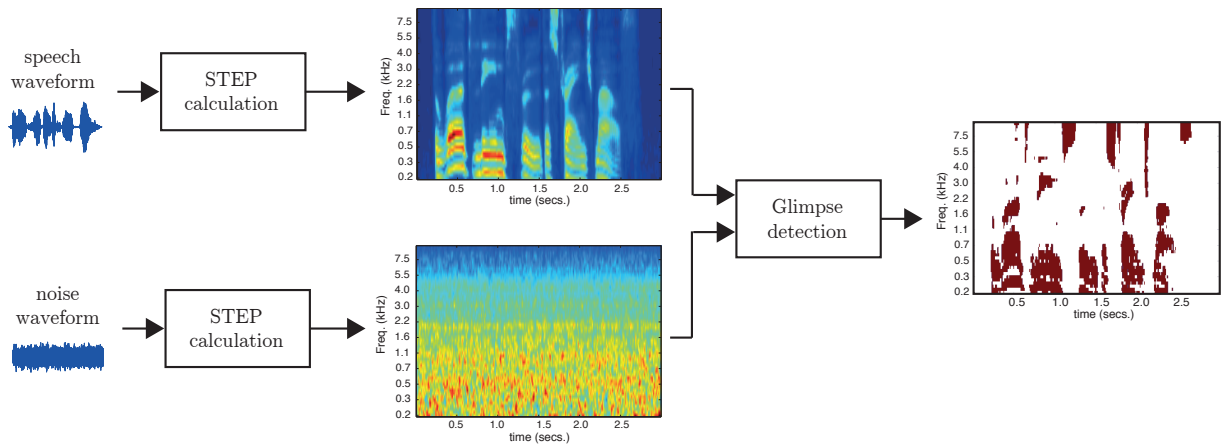 speech
waveform
STEP
calculation
Freq. (kHz)
7.5
5.5
4.0
3.0
2.2
1.6
1.1
0.7
0.5
0.3
0.2
0.5 1.0 1.5 2.0 2.5
time (secs.)
noise
waveform
STEP
calculation
Freq. (kHz)
7.5
5.5
4.0
3.0
2.2
1.6
1.1
0.7
0.5
0.3
0.2
0.5 1.0 1.5 2.0 2.5
time (secs.)
Glimpse
detection
Freq. (kHz)
7.5
5.5
4.0
3.0
2.2
1.6
1.1
0.7
0.5
0.3
0.2
0.5 1.0 1.5 2.0 2.5
time (secs.)